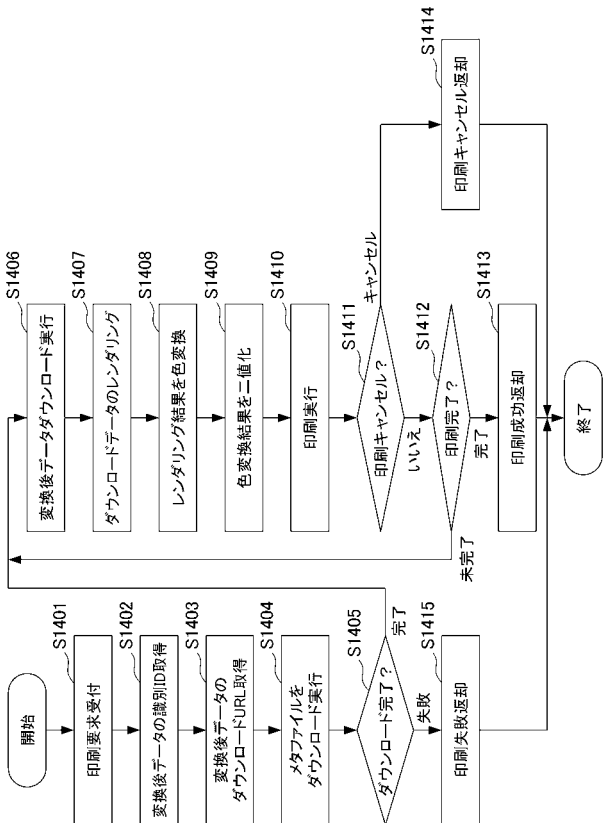 開始
S1401
印刷要求受付
S1402
変換後データの識別ID取得
S1403
変換後データの
ダウンロードURL取得
S1404
メタファイルを
ダウンロード実行
S1405
ダウンロード完了?
完了
失敗
S1415
印刷失敗返却
S1406
変換後データダウンロード実行
S1407
ダウンロードデータのレンダリング
S1408
レンダリング結果を色変換
S1409
色変換結果を二値化
S1410
印刷実行
S1411
印刷キャンセル?
キャンセル
いいえ
S1412
印刷完了?
未完了
完了
S1413
印刷成功返却
S1414
印刷キャンセル返却
終了